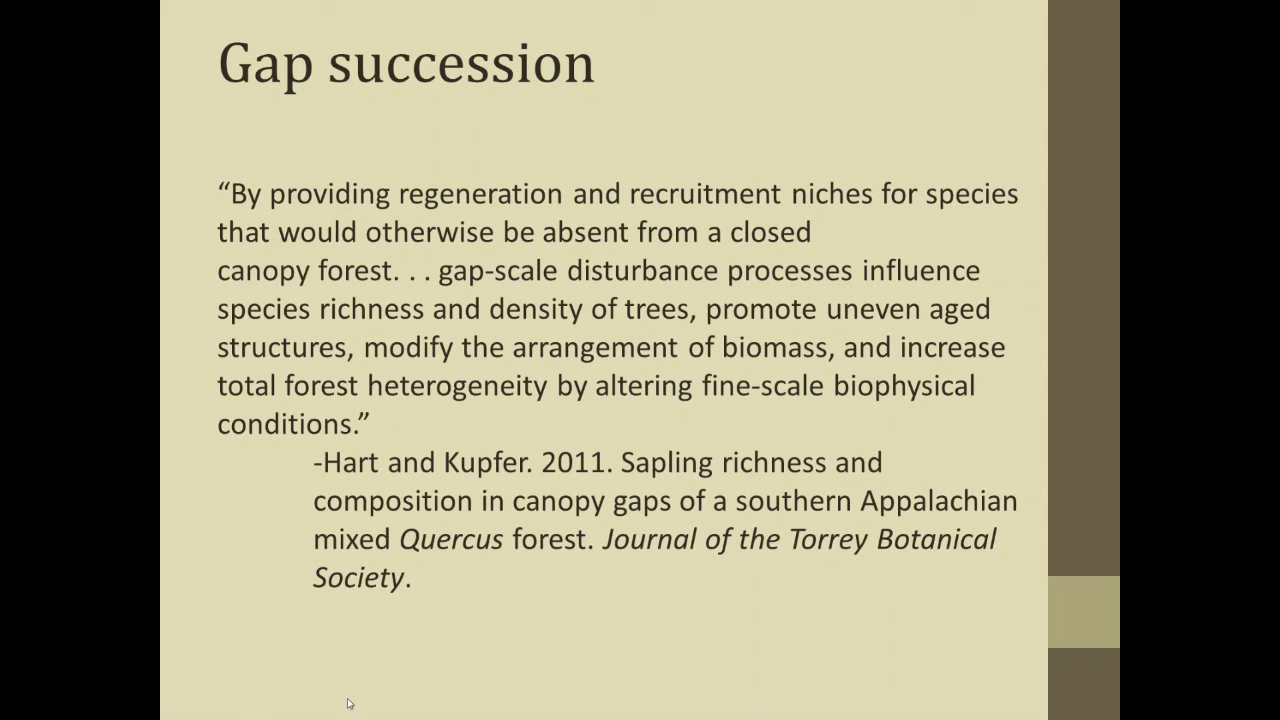 Gap succession
“By providing regeneration and recruitment niches for species
that would otherwise be absent from a closed
canopy forest. . . gap-scale disturbance processes influence
species richness and density of trees, promote uneven aged
structures, modify the arrangement of biomass, and increase
total forest heterogeneity by altering fine-scale biophysical
conditions.”
-Hart and Kupfer. 2011. Sapling richness and
composition in canopy gaps of a southern Appalachian
mixed Quercus forest. Journal of the Torrey Botanical
Society.